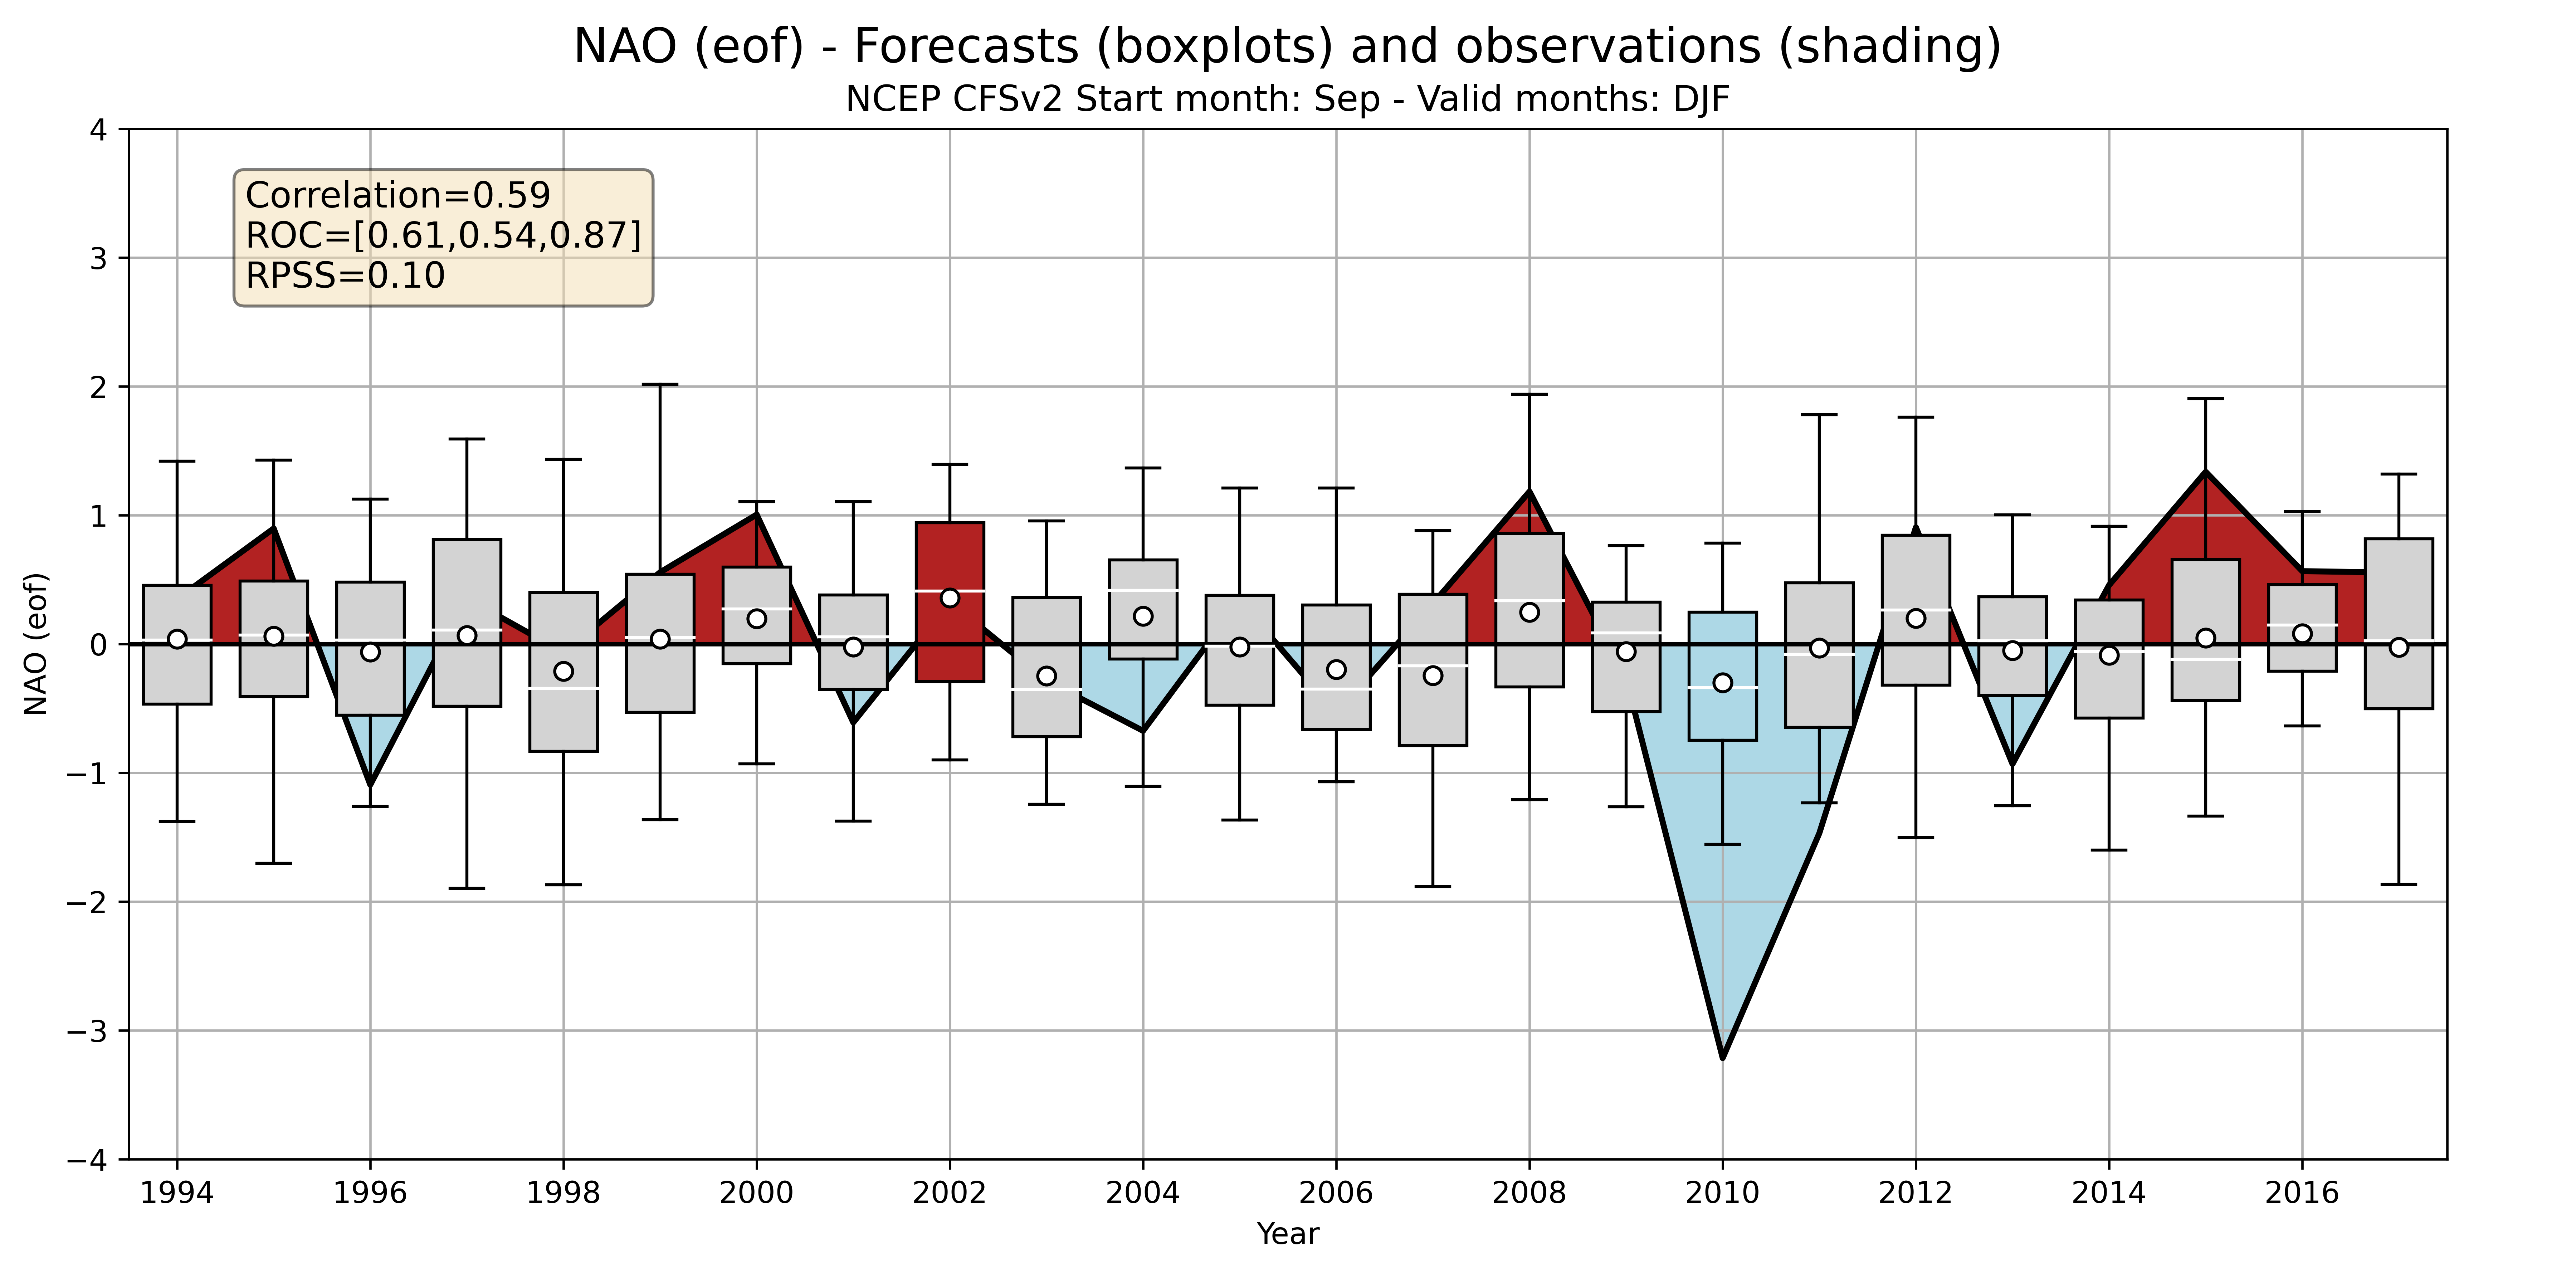 NAO (eof) - Forecasts (boxplots) and observations (shading)
NCEP CFSv2 Start month: Sep - Valid months: DJF
Correlation=0.59
ROC=[0.61,0.54,0.87]
RPSS=0.10
NAO (eof)
4
3
2
1
0
−1
−2
−3
−4
1994 1996 1998 2000 2002 2004 2006 2008 2010 2012 2014 2016
Year